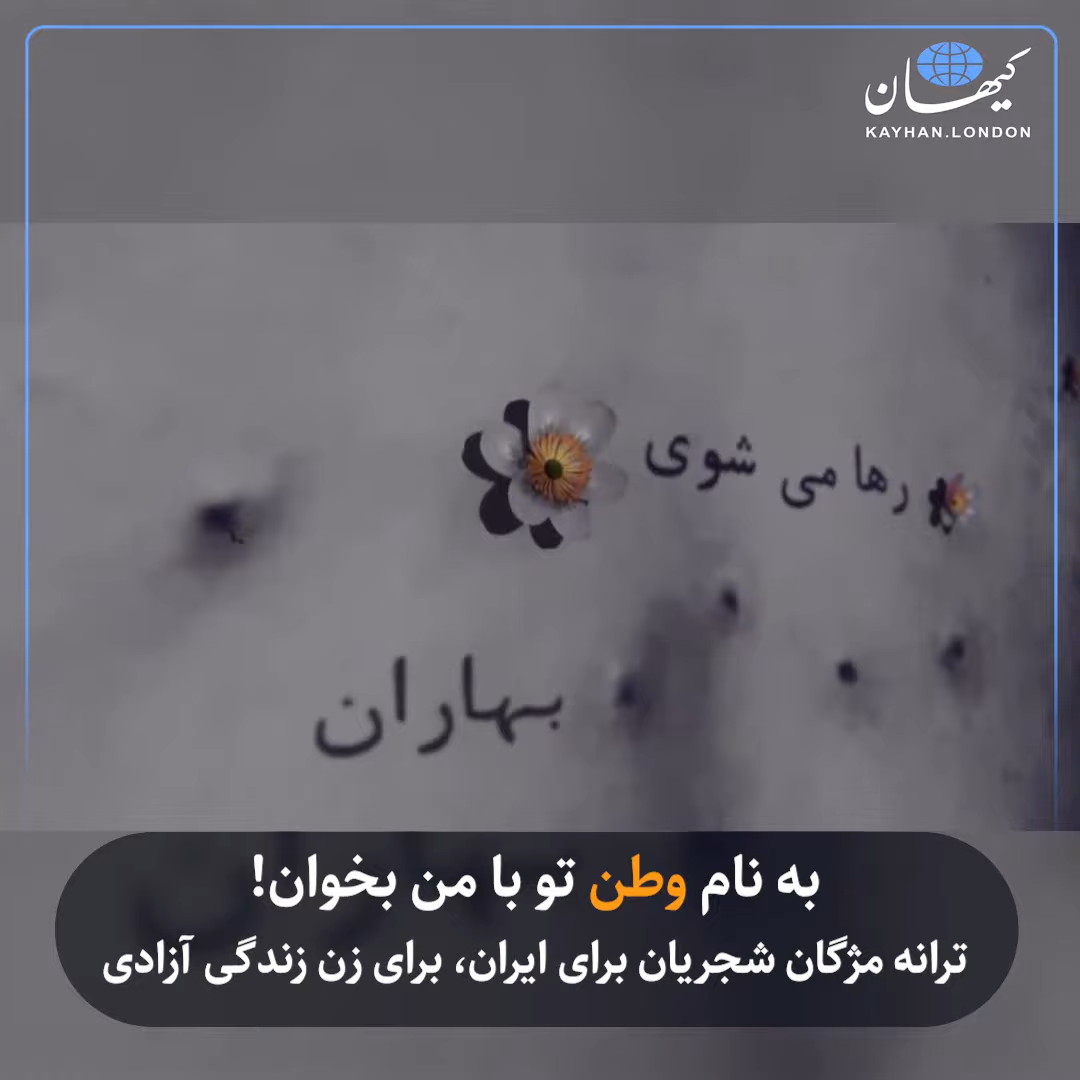 کیهان
KAYHAN.LONDON
رها می شوی
بهاران
به نام وطن تو با من بخوان!
ترانه مژگان شجریان برای ایران، برای زن زندگی آزادی